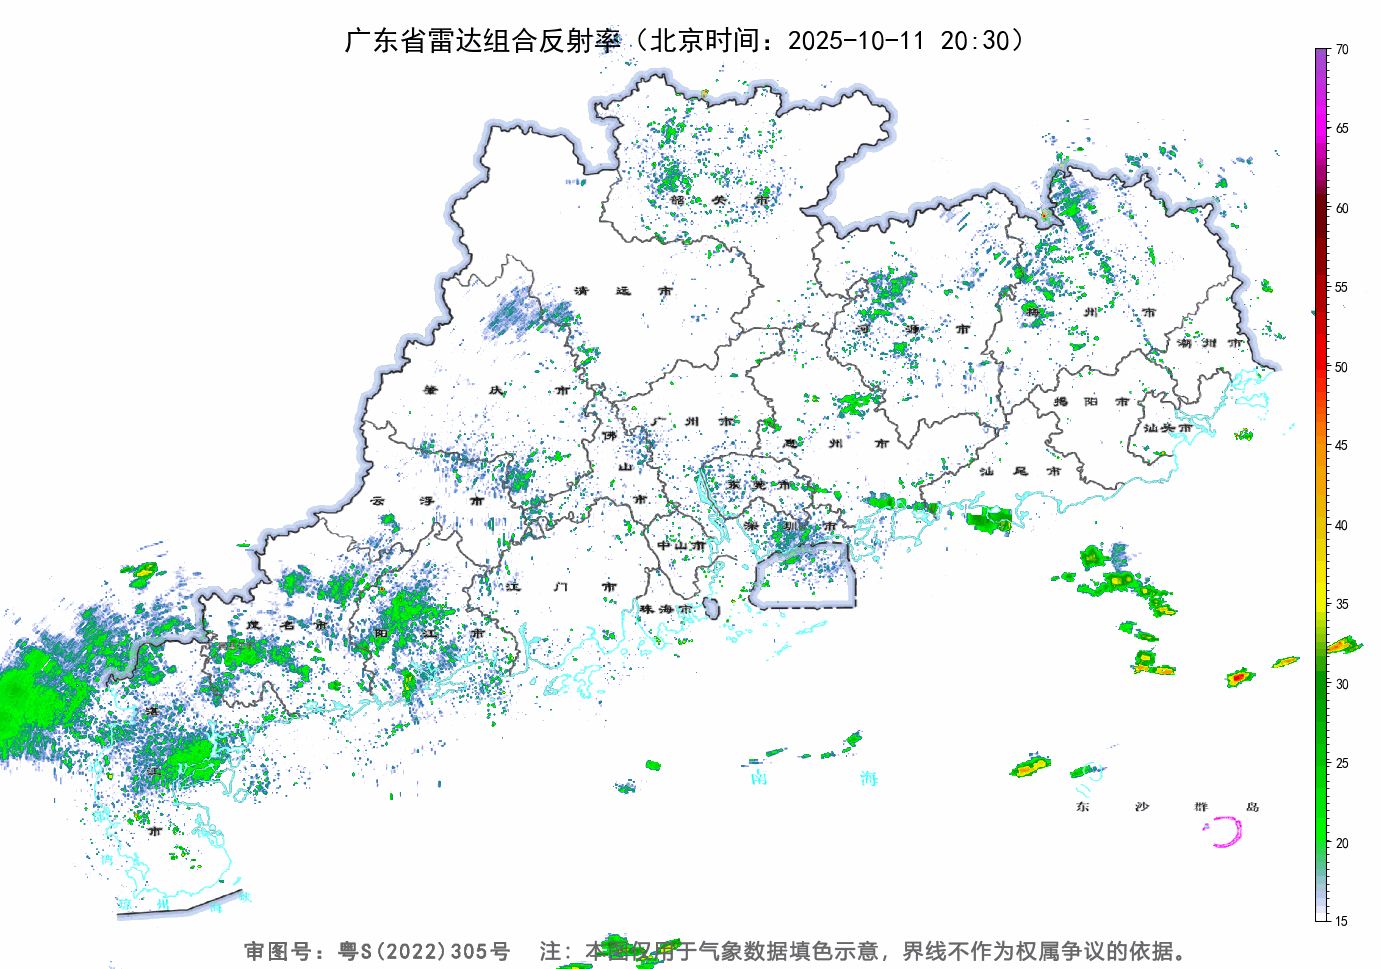 广东省雷达组合反射率（北京时间：2025-10-11 20:30）
70
65
60
55
50
45
40
35
30
25
20
15
韶关市
清远市
河源市
梅州市
潮州市
肇庆市
广州市
惠州市
揭阳市
汕头市
佛山市
汕尾市
云浮市
东莞市
深圳市
中山市
江门市
珠海市
茂名市
阳江市
湛江市
南海
东沙群岛
湾
琼州海峡
审图号：粤S(2022)305号 注：本图仅用于气象数据填色示意，界线不作为权属争议的依据。